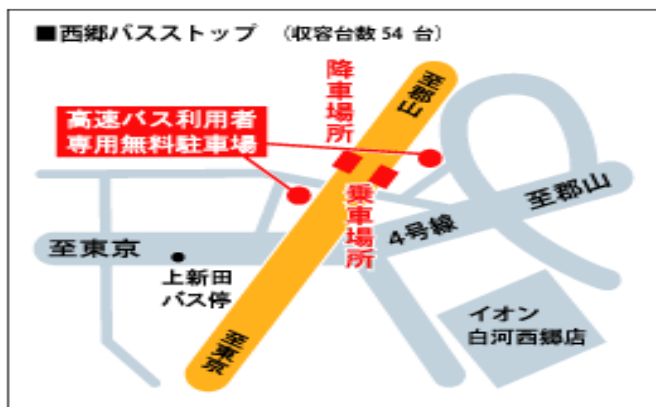 ■西郷バスストップ （収容台数 54 台）
降車場所
至郡山
高速バス利用者
専用無料駐車場
乗車場所
4号線
至郡山
至東京
上新田
バス停
至東京
イオン
白河西郷店